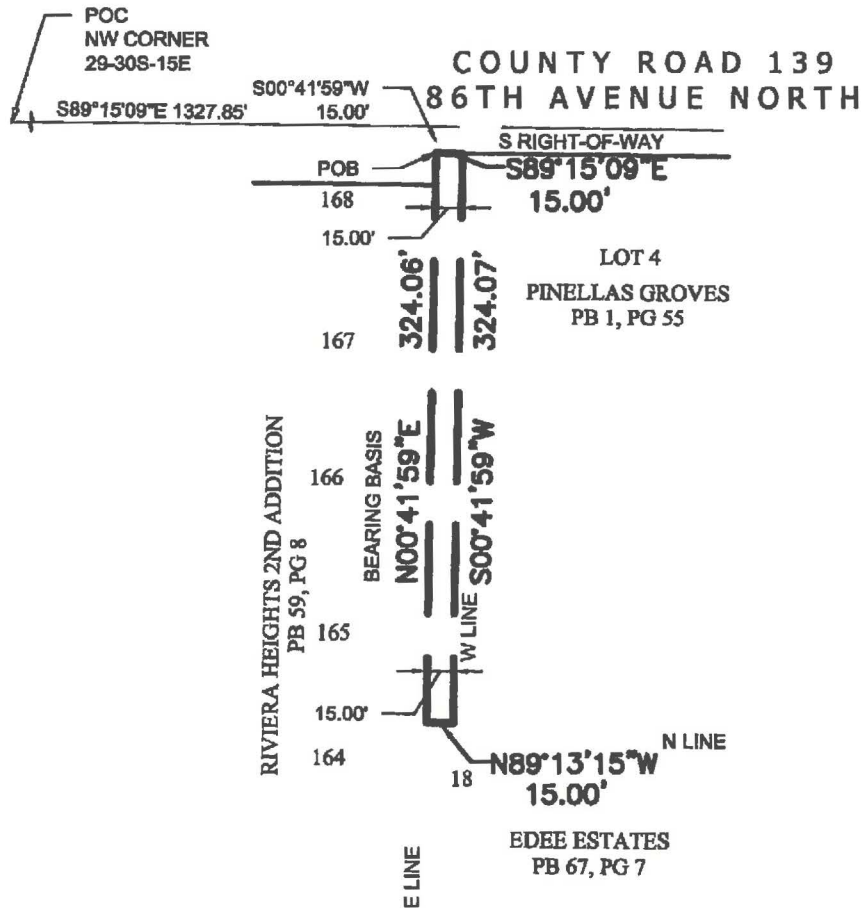 POC
NW CORNER
29-30S-15E
COUNTY ROAD 139
86TH AVENUE NORTH
S00°41'59"W
15.00'
S89°15'09"E 1327.85'
S RIGHT-OF-WAY
POB
S89°15'09"E
15.00'
168
15.00'
LOT 4
PINELLAS GROVES
PB 1, PG 55
324.06'
324.07'
167
166
RIVIERA HEIGHTS 2ND ADDITION
PB 59, PG 8
BEARING BASIS
N00°41'59"E
S00°41'59"W
165
W LINE
15.00'
164
18
N89°13'15"W
15.00'
N LINE
EDEE ESTATES
PB 67, PG 7
E LINE